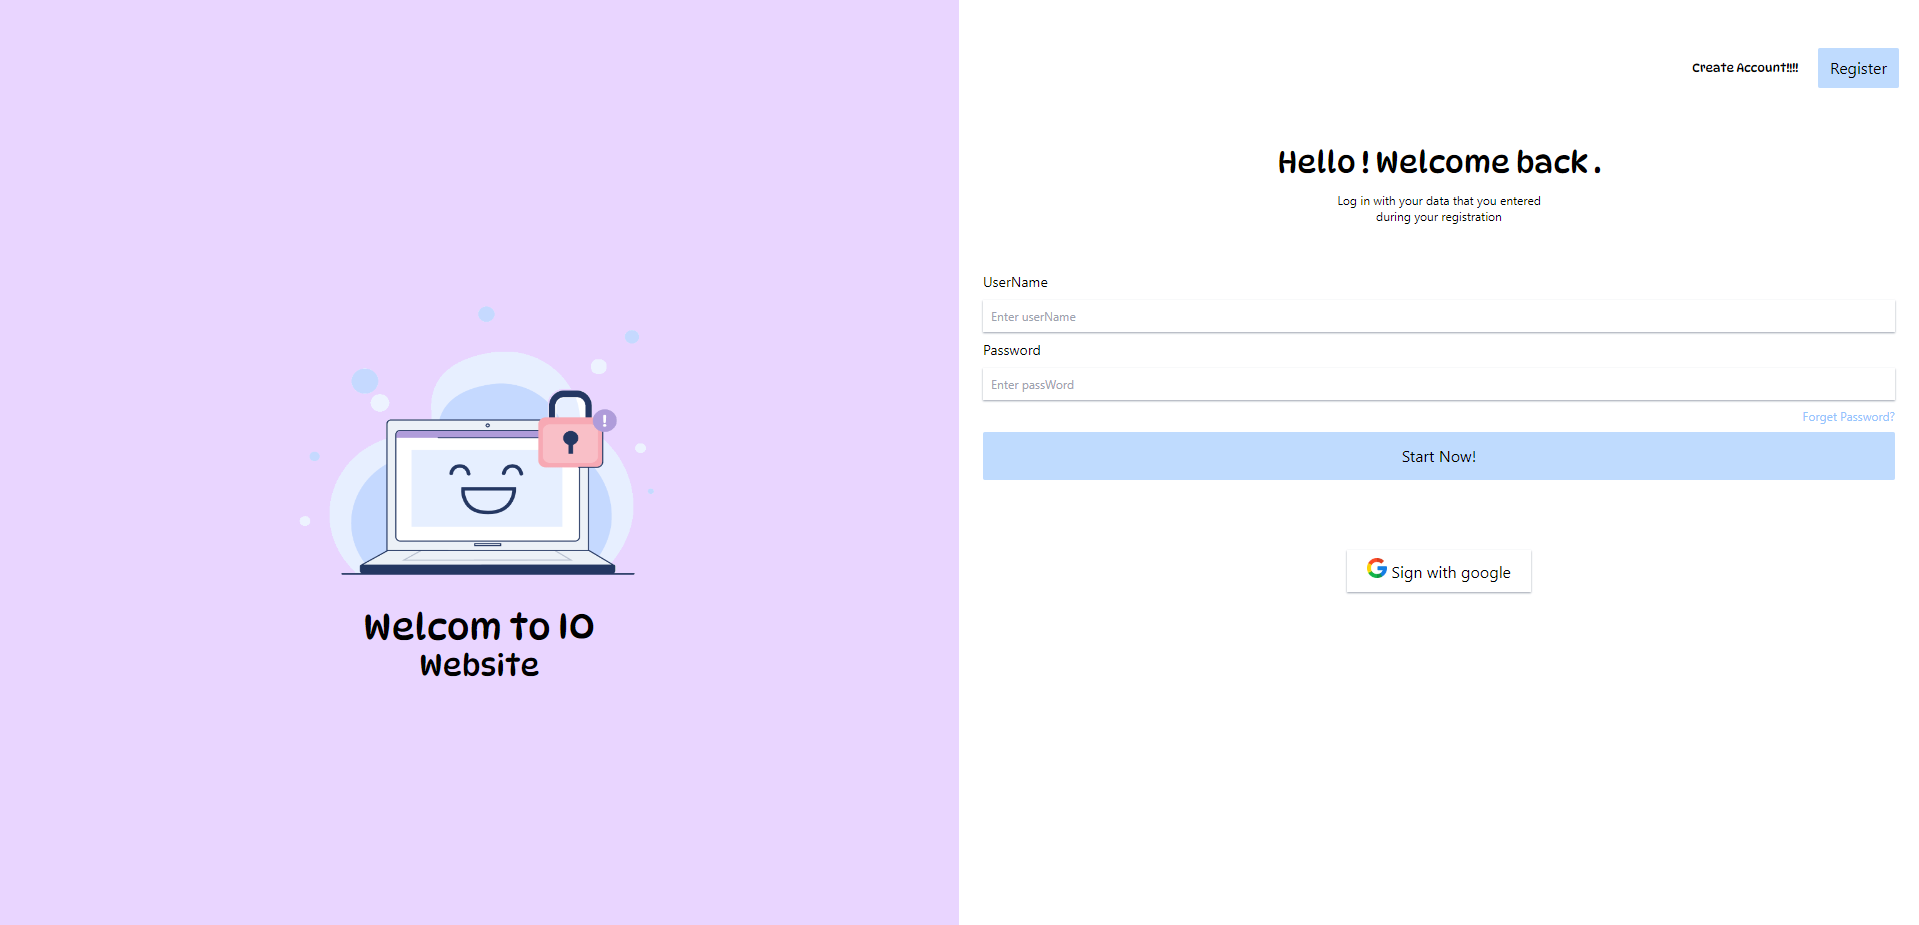 Welcom to IO
Website
Create Account!!!!
Register
Hello ! Welcome back .
Log in with your data that you entered
during your registration
UserName
Enter userName
Password
Enter passWord
Forget Password?
Start Now!
Sign with google